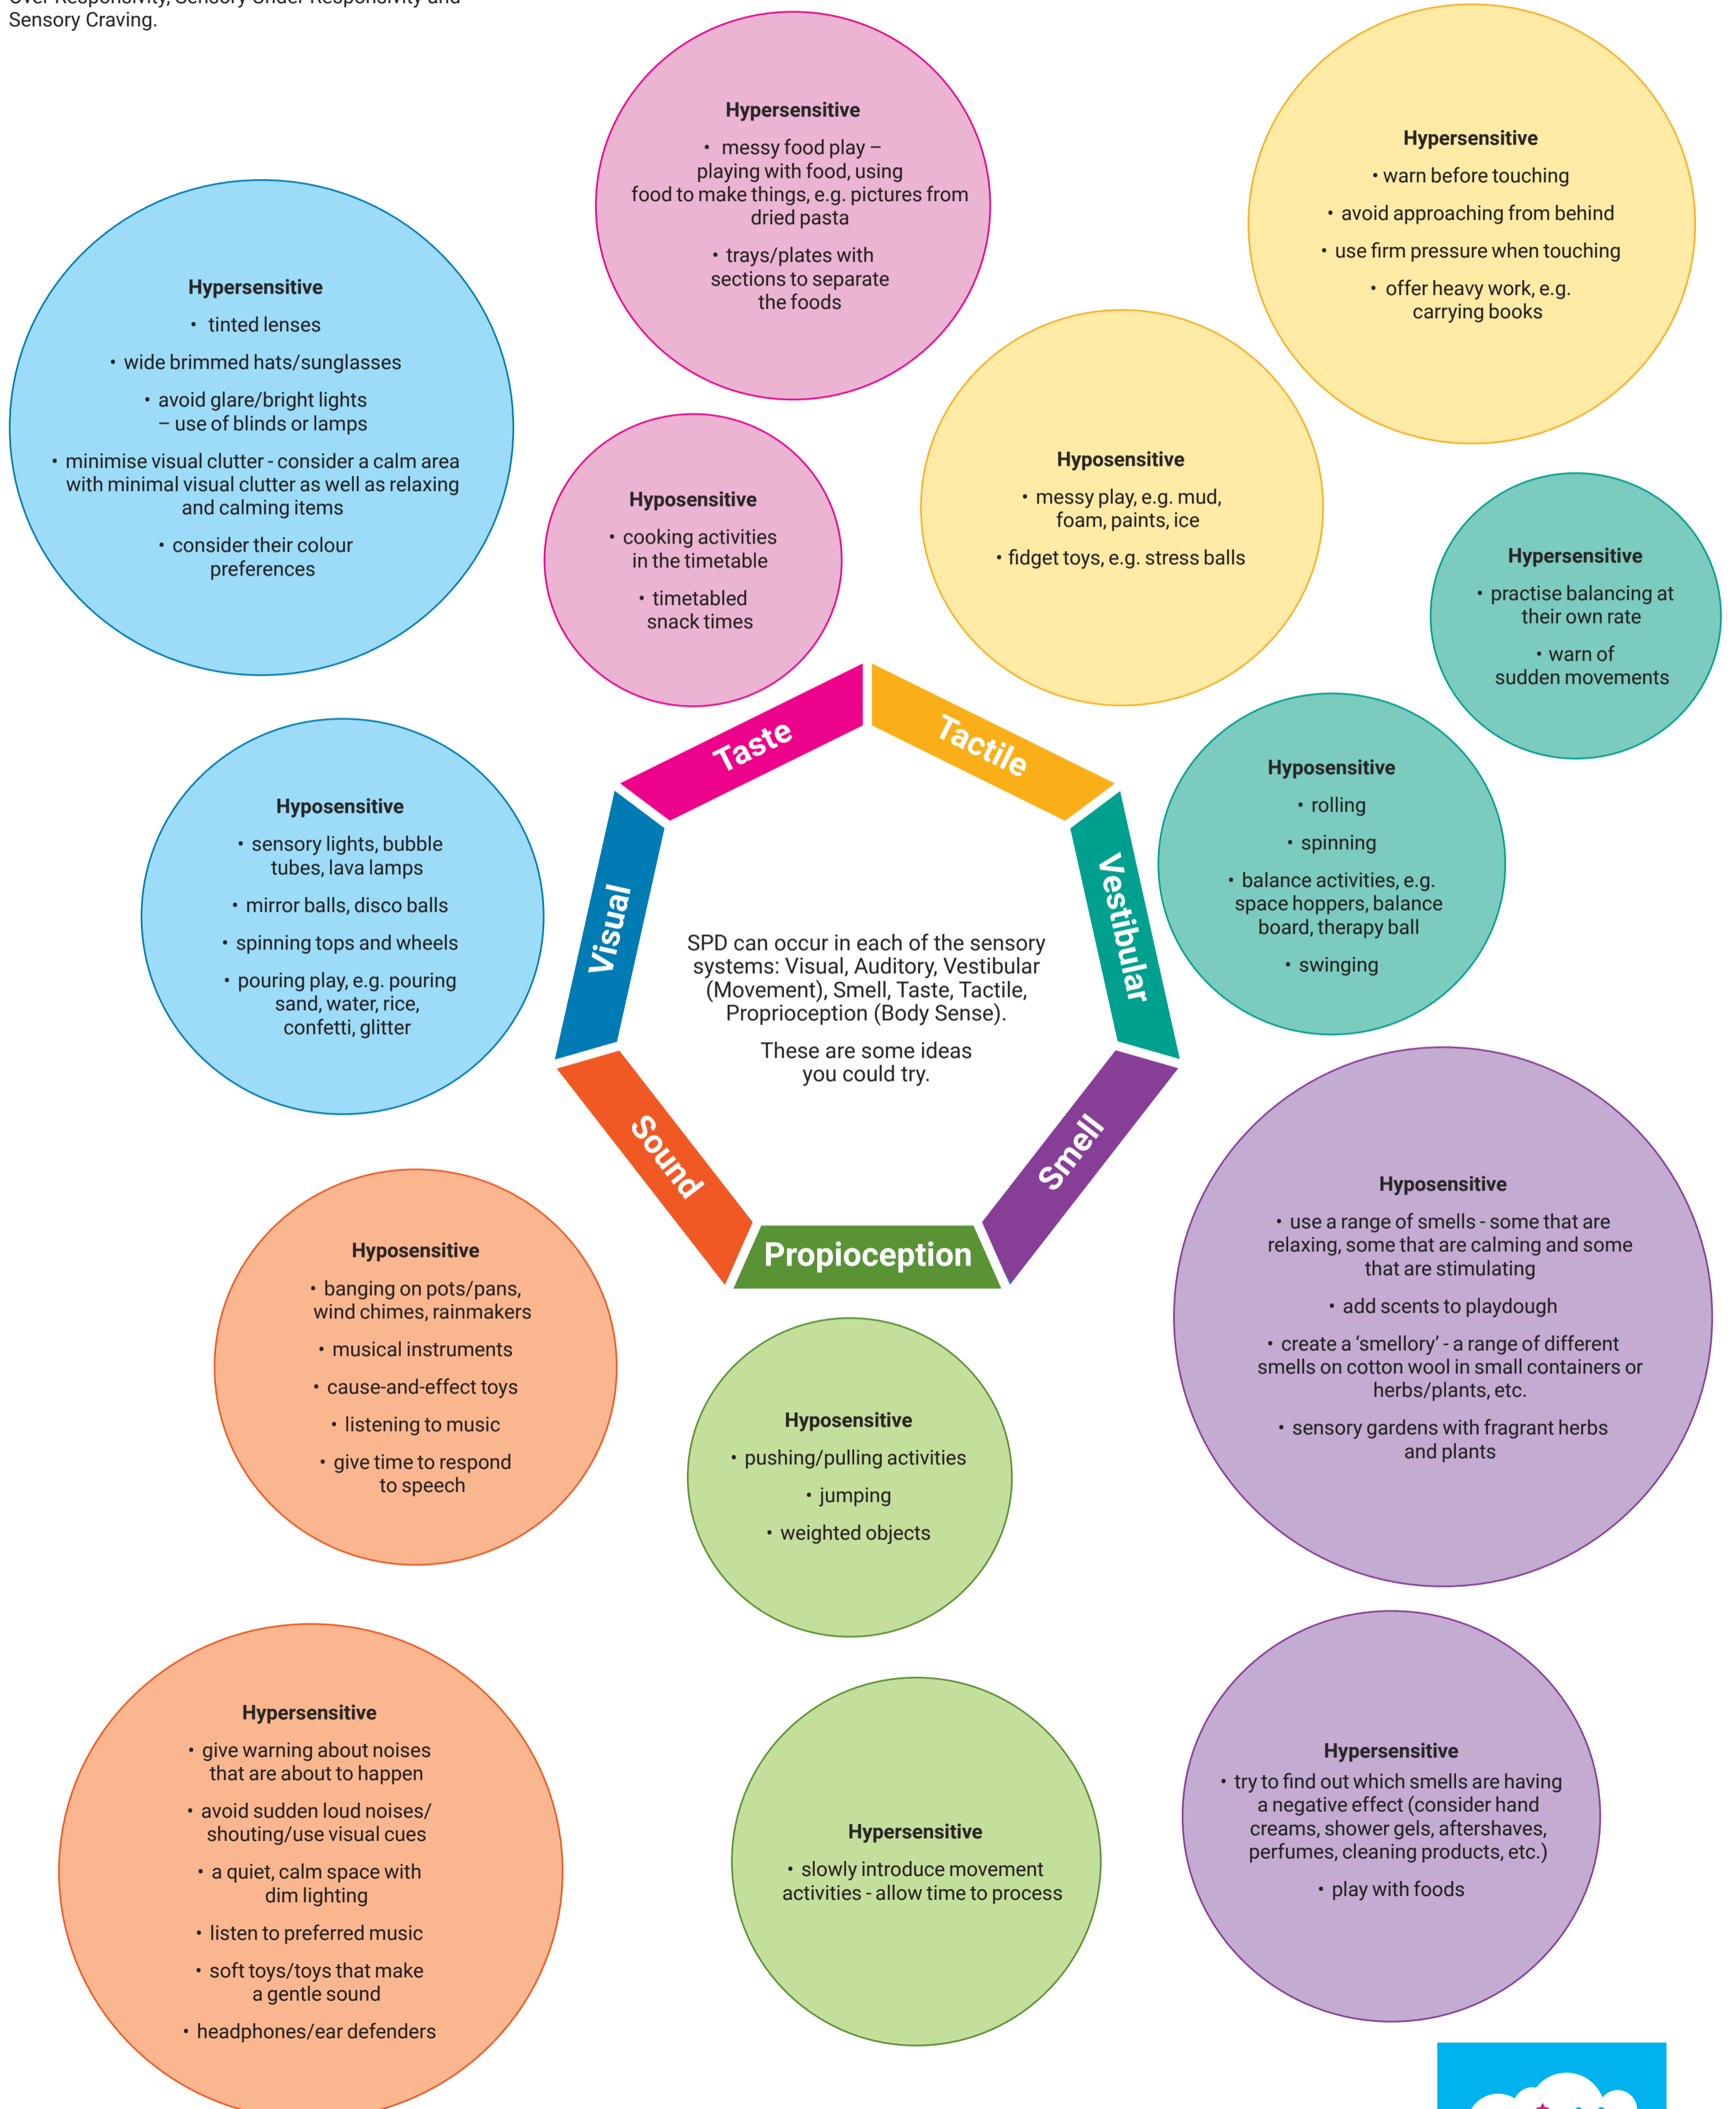 Over Responsivity, Sensory Under Responsivity and
Sensory Craving.
Hypersensitive
• messy food play –
playing with food, using
food to make things, e.g. pictures from
dried pasta
• trays/plates with
sections to separate
the foods
Hypersensitive
• warn before touching
• avoid approaching from behind
• use firm pressure when touching
• offer heavy work, e.g.
carrying books
Hypersensitive
• tinted lenses
• wide brimmed hats/sunglasses
• avoid glare/bright lights
– use of blinds or lamps
• minimise visual clutter - consider a calm area
with minimal visual clutter as well as relaxing
and calming items
• consider their colour
preferences
Hyposensitive
• cooking activities
in the timetable
• timetabled
snack times
Hyposensitive
• messy play, e.g. mud,
foam, paints, ice
• fidget toys, e.g. stress balls
Hypersensitive
• practise balancing at
their own rate
• warn of
sudden movements
Taste
Tactile
Hyposensitive
• rolling
• spinning
• balance activities, e.g.
space hoppers, balance
board, therapy ball
• swinging
Hyposensitive
• sensory lights, bubble
tubes, lava lamps
• mirror balls, disco balls
• spinning tops and wheels
• pouring play, e.g. pouring
sand, water, rice,
confetti, glitter
Visual
Vestibular
SPD can occur in each of the sensory
systems: Visual, Auditory, Vestibular
(Movement), Smell, Taste, Tactile,
Proprioception (Body Sense).
These are some ideas
you could try.
Sound
Smell
Propioception
Hyposensitive
• use a range of smells - some that are
relaxing, some that are calming and some
that are stimulating
• add scents to playdough
• create a ‘smellory’ - a range of different
smells on cotton wool in small containers or
herbs/plants, etc.
• sensory gardens with fragrant herbs
and plants
Hyposensitive
• banging on pots/pans,
wind chimes, rainmakers
• musical instruments
• cause-and-effect toys
• listening to music
• give time to respond
to speech
Hyposensitive
• pushing/pulling activities
• jumping
• weighted objects
Hypersensitive
• give warning about noises
that are about to happen
• avoid sudden loud noises/
shouting/use visual cues
• a quiet, calm space with
dim lighting
• listen to preferred music
• soft toys/toys that make
a gentle sound
• headphones/ear defenders
Hypersensitive
• slowly introduce movement
activities - allow time to process
Hypersensitive
• try to find out which smells are having
a negative effect (consider hand
creams, shower gels, aftershaves,
perfumes, cleaning products, etc.)
• play with foods